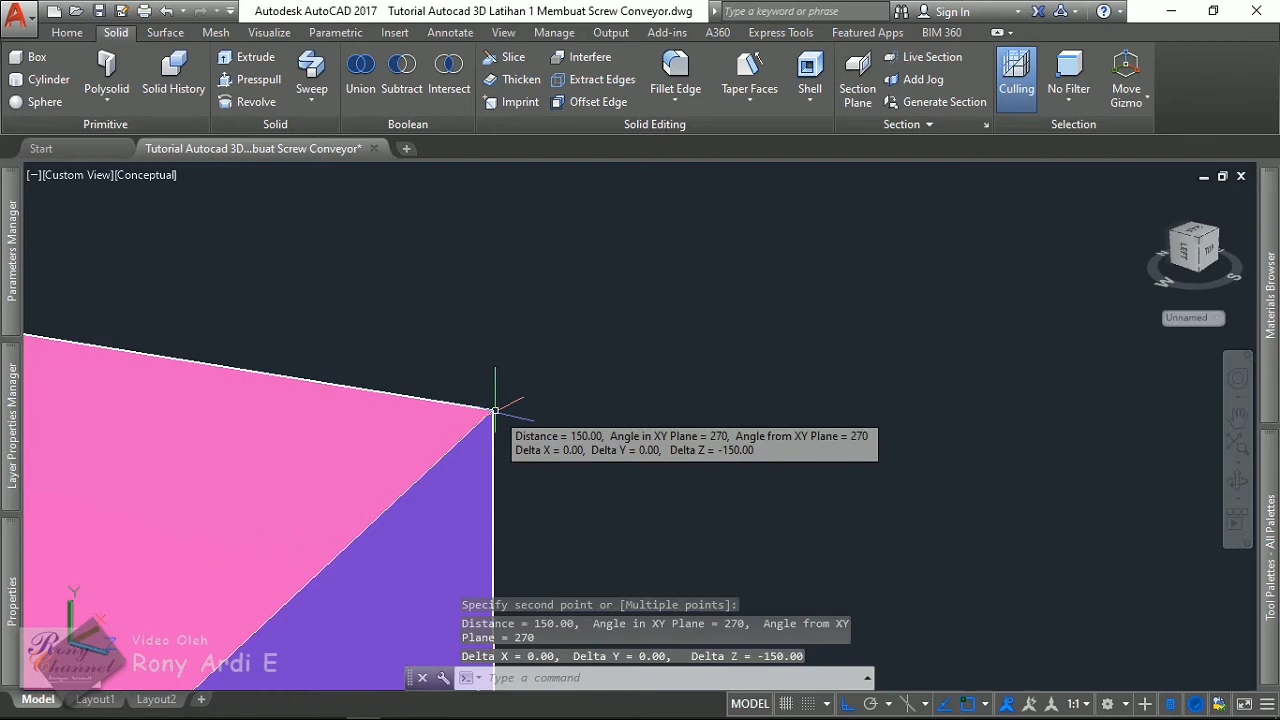 Autodesk AutoCAD 2017 Tutorial Autocad 3D Latihan 1 Membuat Screw Conveyor.dwg Type a keyword or phrase Sign In
Home Solid Surface Mesh Visualize Parametric Insert Annotate View Manage Output Add-ins A360 Express Tools Featured Apps BIM 360
Box
Cylinder
Sphere
Polysolid
Solid History
Primitive
Extrude
Presspull
Revolve
Sweep
Solid
Union Subtract Intersect
Boolean
Slice
Thicken
Imprint
Interfere
Extract Edges
Offset Edge
Fillet Edge
Taper Faces
Shell
Solid Editing
Section
Plane
Live Section
Add Jog
Generate Section
Section
Culling
No Filter
Move
Gizmo
Selection
Start Tutorial Autocad 3D...buat Screw Conveyor*
[−][Custom View][Conceptual]
Parameters Manager
Layer Properties Manager
Properties
LEFT
TOP
W
S
Unnamed
Materials Browser
Tool Palettes - All Palettes
Distance = 150.00, Angle in XY Plane = 270, Angle from XY Plane = 270
Delta X = 0.00, Delta Y = 0.00, Delta Z = -150.00
Specify second point or [Multiple points]:
Distance = 150.00, Angle in XY Plane = 270, Angle from XY
Plane = 270
Delta X = 0.00, Delta Y = 0.00, Delta Z = -150.00
Type a command
Y
X
Z
Video Oleh
Rony Ardi E
Model Layout1 Layout2 +
MODEL 1:1